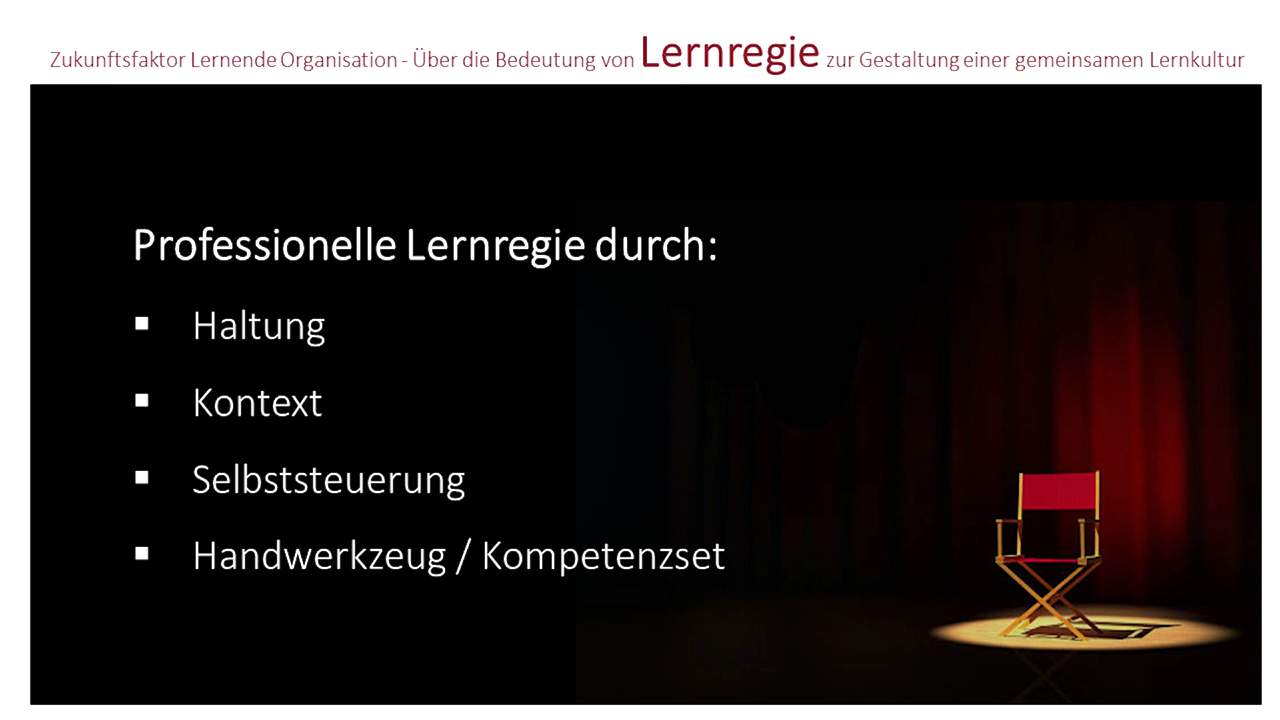 Zukunftsfaktor Lernende Organisation - Über die Bedeutung von Lernregie zur Gestaltung einer gemeinsamen Lernkultur
Professionelle Lernregie durch:
▪ Haltung
▪ Kontext
▪ Selbststeuerung
▪ Handwerkzeug / Kompetenzset